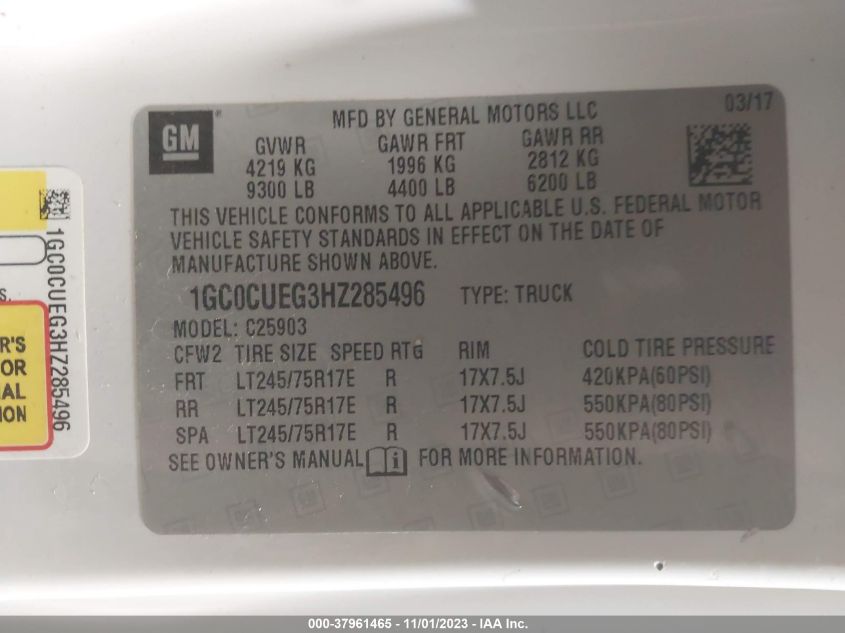 MFD BY GENERAL MOTORS LLC 03/17
GM
GVWR GAWR FRT GAWR RR
4219 KG 1996 KG 2812 KG
9300 LB 4400 LB 6200 LB
THIS VEHICLE CONFORMS TO ALL APPLICABLE U.S. FEDERAL MOTOR
VEHICLE SAFETY STANDARDS IN EFFECT ON THE DATE OF
MANUFACTURE SHOWN ABOVE.
1GC0CUEG3HZ285496 TYPE: TRUCK
MODEL: C25903
CFW2 TIRE SIZE SPEED RTG RIM COLD TIRE PRESSURE
FRT LT245/75R17E R 17X7.5J 420KPA(60PSI)
RR LT245/75R17E R 17X7.5J 550KPA(80PSI)
SPA LT245/75R17E R 17X7.5J 550KPA(80PSI)
SEE OWNER'S MANUAL FOR MORE INFORMATION.
1GC0CUEG3HZ285496
S.
R'S
OR
AL
ION
000-37961465 - 11/01/2023 - IAA Inc.